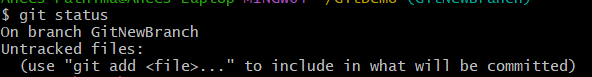 $ git status
On branch GitNewBranch
Untracked files:
  (use "git add <file>..." to include in what will be committed)